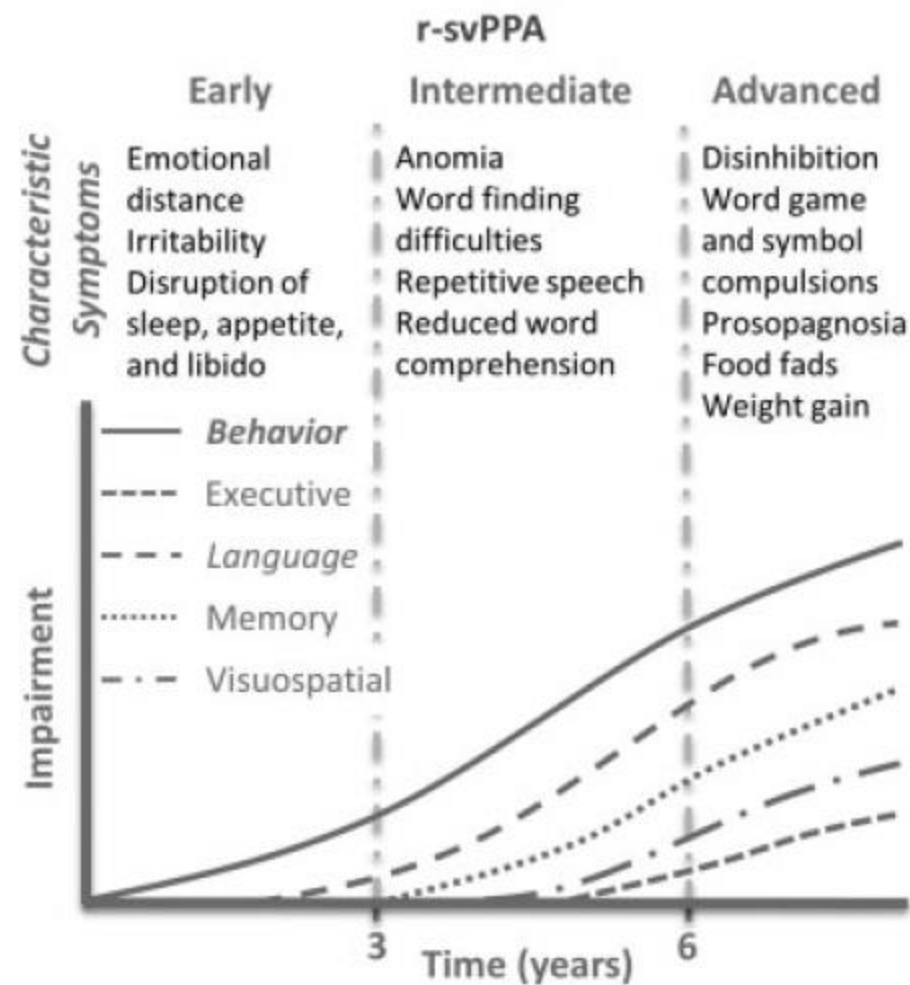 r-svPPA
Early
Intermediate
Advanced
Characteristic
Symptoms
Emotional
distance
Irritability
Disruption of
sleep, appetite,
and libido
Anomia
Word finding
difficulties
Repetitive speech
Reduced word
comprehension
Disinhibition
Word game
and symbol
compulsions
Prosopagnosia
Food fads
Weight gain
Behavior
Executive
Language
Memory
Visuospatial
Impairment
3
6
Time (years)